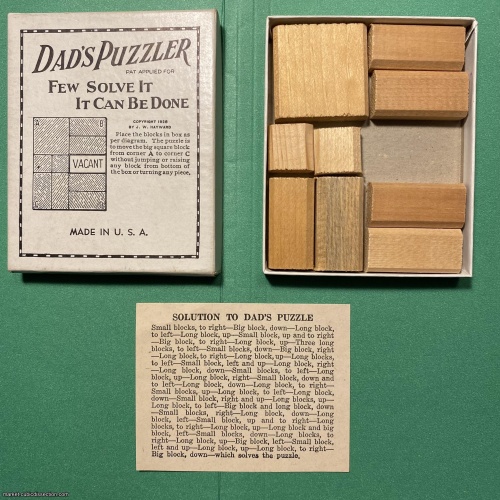 DAD'S PUZZLER
PAT APPLIED FOR
FEW SOLVE IT
IT CAN BE DONE
COPYRIGHT 1926
BY J. W. HAYWARD
Place the blocks in box as
per diagram. The puzzle is
to move the big square block
from corner A to corner C
without jumping or raising
any block from bottom of
the box or turning any piece.
A
B
VACANT
MADE IN U. S. A.
SOLUTION TO DAD'S PUZZLE
Small blocks, to right—Big block, down—Long block,
to left—Long block, up—Small block, up and to right
—Big block, to right—Long block, up—Three long
blocks, to left—Small blocks, down—Big block, right
—Long block, to right—Long block, up—Long blocks,
to left—Small block, left and up—Long block, right
—Long block, down—Small blocks, to left—Long
block, up—Long block, right—Small block, down and
to left—Long block, down—Long block, to right—
Small blocks, up—Long block, to left—Long block,
down—Small block, right and up—Long blocks, up—
Long block, to left—Big block and long block, down
—Small blocks, right—Long block, down—Long
block, left—Small block, up and to right—Long
blocks, to right—Long block, up—Long block and big
block, left—Small blocks, down—Long blocks, to
right—Long block, up—Big block, left—Small block,
left and up—Long block, up—Long block, to right—
Big block, down—which solves the puzzle.
marketcubicdissection.com